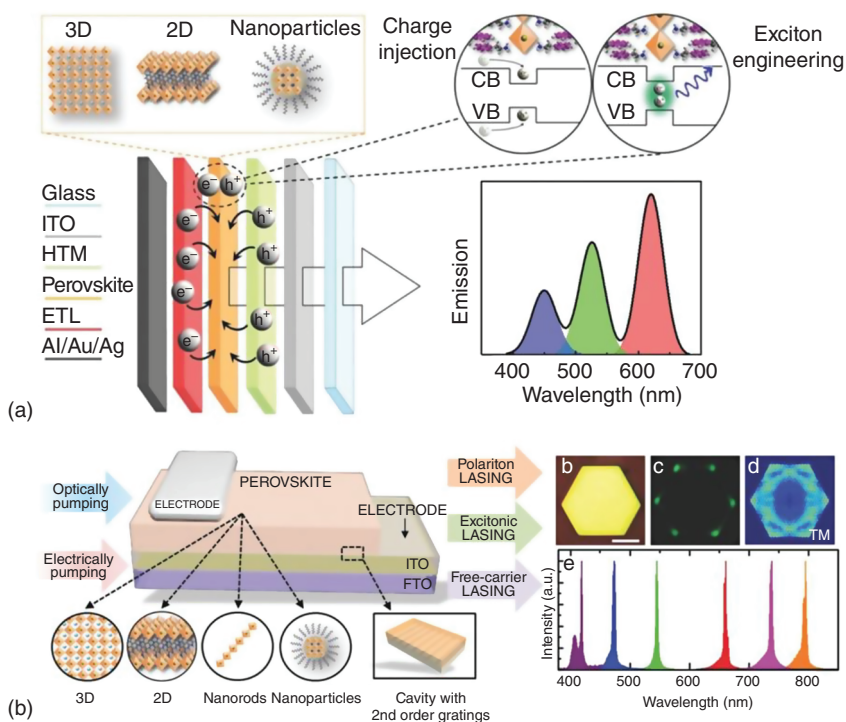 3D
2D
Nanoparticles
Charge
injection
CB
VB
CB
VB
Exciton
engineering
Glass
ITO
HTM
Perovskite
ETL
Al/Au/Ag
e− h+
e−
e−
e−
e−
h+
h+
h+
h+
Emission
400 500 600 700
Wavelength (nm)
(a)
Optically
pumping
Electrically
pumping
ELECTRODE
PEROVSKITE
ELECTRODE
ITO
FTO
Polariton
LASING
Excitonic
LASING
Free-carrier
LASING
b
c
d
TM
e
Intensity (a.u.)
400 500 600 700 800
Wavelength (nm)
3D
2D
Nanorods
Nanoparticles
Cavity with
2nd order gratings
(b)